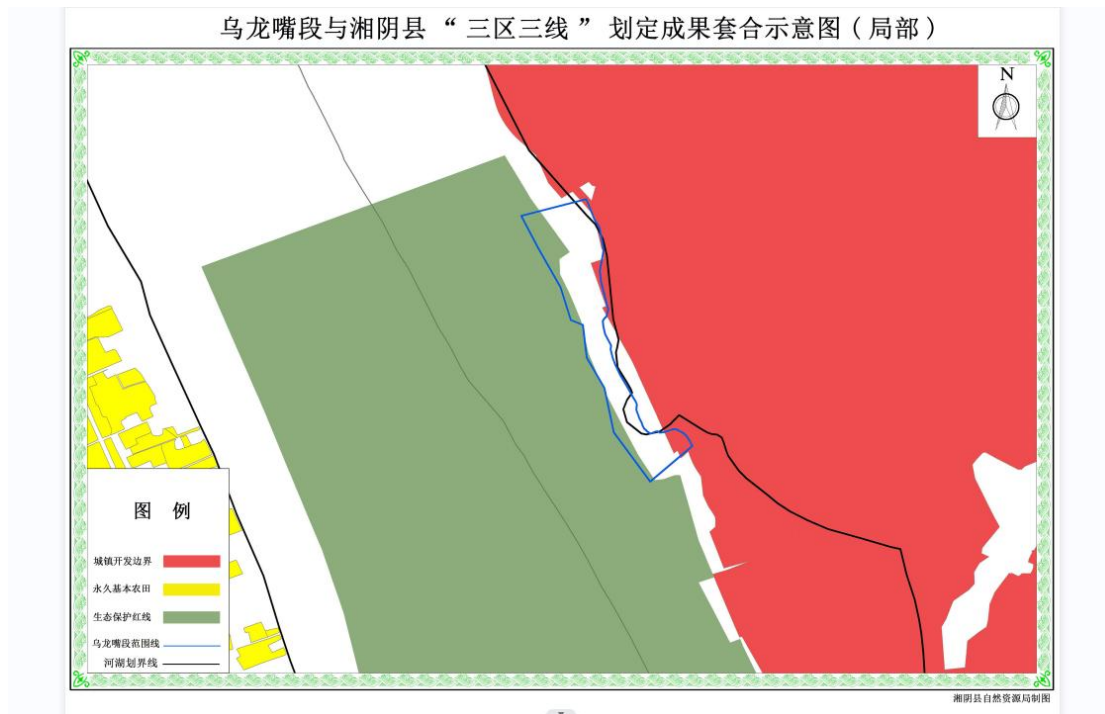 乌龙嘴段与湘阴县“三区三线”划定成果套合示意图(局部)
N
图 例
城镇开发边界
永久基本农田
生态保护红线
乌龙嘴段范围线
河湖划界线
湘阴县自然资源局制图